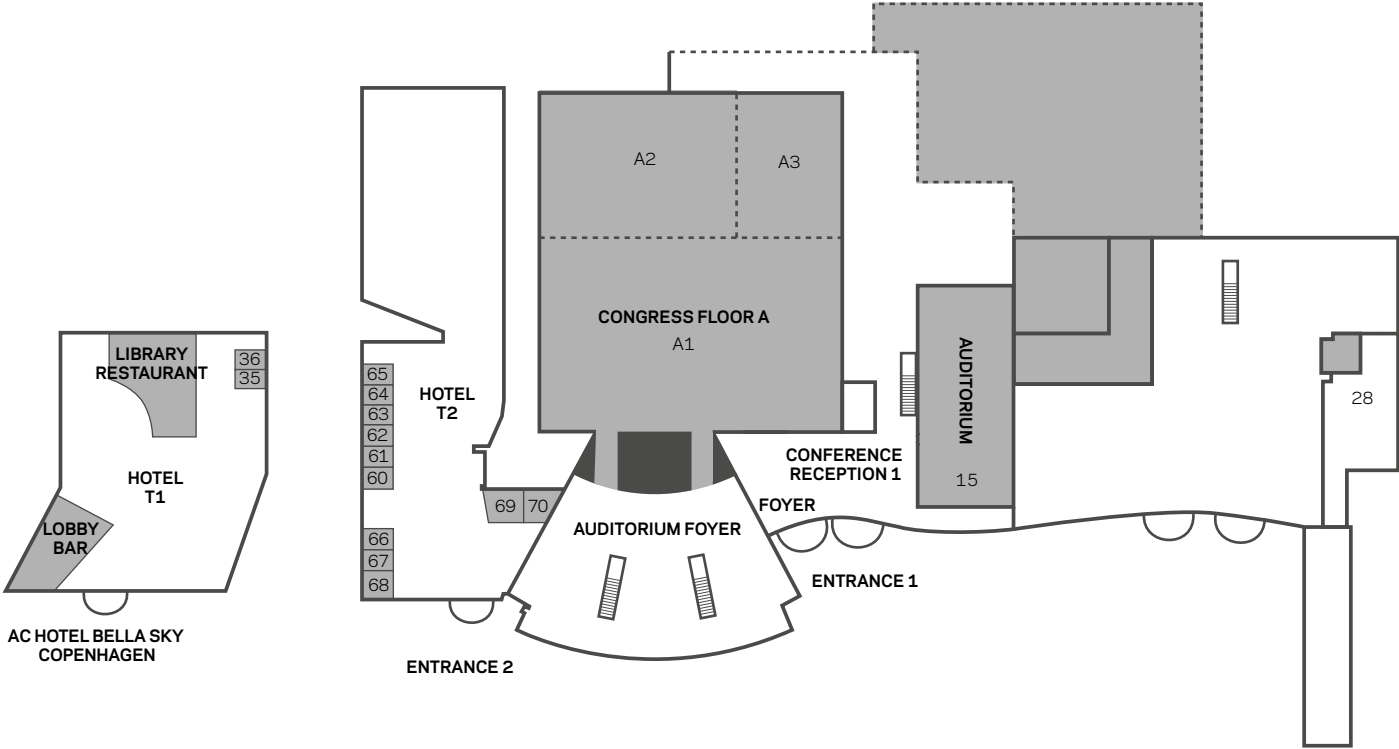 A2
A3
CONGRESS FLOOR A
A1
LIBRARY
RESTAURANT
36
35
HOTEL
T1
LOBBY
BAR
AC HOTEL BELLA SKY
COPENHAGEN
65
64
63
62
61
60
66
67
68
HOTEL
T2
69
70
ENTRANCE 2
AUDITORIUM FOYER
FOYER
CONFERENCE
RECEPTION 1
ENTRANCE 1
AUDITORIUM
15
28